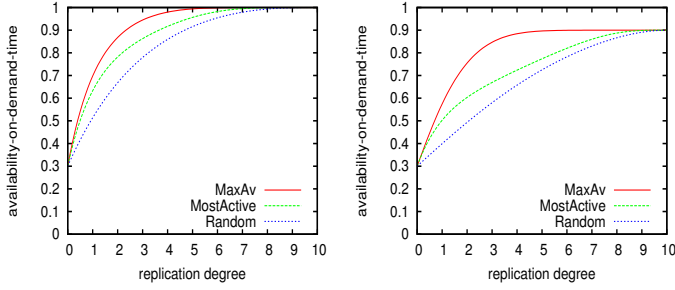 availability-on-demand-time
1
0.9
0.8
0.7
0.6
0.5
0.4
0.3
0.2
0.1
0
MaxAv
MostActive
Random
0 1 2 3 4 5 6 7 8 9 10
replication degree
availability-on-demand-time
1
0.9
0.8
0.7
0.6
0.5
0.4
0.3
0.2
0.1
0
MaxAv
MostActive
Random
0 1 2 3 4 5 6 7 8 9 10
replication degree